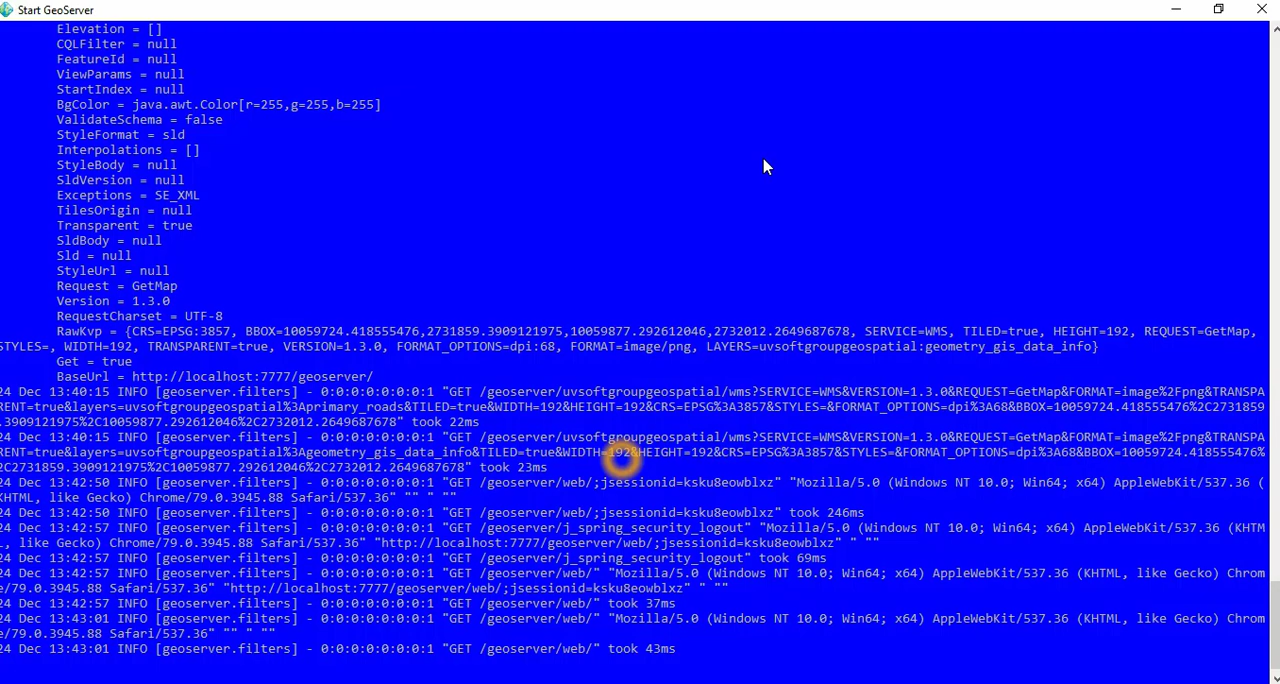 Start GeoServer
Elevation = []
CQLFilter = null
FeatureId = null
ViewParams = null
StartIndex = null
BgColor = java.awt.Color[r=255,g=255,b=255]
ValidateSchema = false
StyleFormat = sld
Interpolations = []
StyleBody = null
SldVersion = null
Exceptions = SE_XML
TilesOrigin = null
Transparent = true
SldBody = null
Sld = null
StyleUrl = null
Request = GetMap
Version = 1.3.0
RequestCharset = UTF-8
RawKvp = {CRS=EPSG:3857, BBOX=10059724.418555476,2731859.3909121975,10059877.292612046,2732012.2649687678, SERVICE=WMS, TILED=true, HEIGHT=192, REQUEST=GetMap,
STYLES=, WIDTH=192, TRANSPARENT=true, VERSION=1.3.0, FORMAT_OPTIONS=dpi:68, FORMAT=image/png, LAYERS=uvsoftgroupgeospatial:geometry_gis_data_info}
Get = true
BaseUrl = http://localhost:7777/geoserver/
24 Dec 13:40:15 INFO [geoserver.filters] - 0:0:0:0:0:0:0:1 "GET /geoserver/uvsoftgroupgeospatial/wms?SERVICE=WMS&VERSION=1.3.0&REQUEST=GetMap&FORMAT=image%2Fpng&TRANSPA
RENT=true&layers=uvsoftgroupgeospatial%3Aprimary_roads&TILED=true&WIDTH=192&HEIGHT=192&CRS=EPSG%3A3857&STYLES=&FORMAT_OPTIONS=dpi%3A68&BBOX=10059724.418555476%2C2731859
.3909121975%2C10059877.292612046%2C2732012.2649687678" took 22ms
24 Dec 13:40:15 INFO [geoserver.filters] - 0:0:0:0:0:0:0:1 "GET /geoserver/uvsoftgroupgeospatial/wms?SERVICE=WMS&VERSION=1.3.0&REQUEST=GetMap&FORMAT=image%2Fpng&TRANSPA
RENT=true&layers=uvsoftgroupgeospatial%3Ageometry_gis_data_info&TILED=true&WIDTH=192&HEIGHT=192&CRS=EPSG%3A3857&STYLES=&FORMAT_OPTIONS=dpi%3A68&BBOX=10059724.418555476%
2C2731859.3909121975%2C10059877.292612046%2C2732012.2649687678" took 23ms
24 Dec 13:42:50 INFO [geoserver.filters] - 0:0:0:0:0:0:0:1 "GET /geoserver/web/;jsessionid=ksku8eowblxz" "Mozilla/5.0 (Windows NT 10.0; Win64; x64) AppleWebKit/537.36 (
KHTML, like Gecko) Chrome/79.0.3945.88 Safari/537.36" "" " ""
24 Dec 13:42:50 INFO [geoserver.filters] - 0:0:0:0:0:0:0:1 "GET /geoserver/web/;jsessionid=ksku8eowblxz" took 246ms
24 Dec 13:42:57 INFO [geoserver.filters] - 0:0:0:0:0:0:0:1 "GET /geoserver/j_spring_security_logout" "Mozilla/5.0 (Windows NT 10.0; Win64; x64) AppleWebKit/537.36 (KHTM
L, like Gecko) Chrome/79.0.3945.88 Safari/537.36" "http://localhost:7777/geoserver/web/;jsessionid=ksku8eowblxz" " ""
24 Dec 13:42:57 INFO [geoserver.filters] - 0:0:0:0:0:0:0:1 "GET /geoserver/j_spring_security_logout" took 69ms
24 Dec 13:42:57 INFO [geoserver.filters] - 0:0:0:0:0:0:0:1 "GET /geoserver/web/" "Mozilla/5.0 (Windows NT 10.0; Win64; x64) AppleWebKit/537.36 (KHTML, like Gecko) Chrom
e/79.0.3945.88 Safari/537.36" "http://localhost:7777/geoserver/web/;jsessionid=ksku8eowblxz" " ""
24 Dec 13:42:57 INFO [geoserver.filters] - 0:0:0:0:0:0:0:1 "GET /geoserver/web/" took 37ms
24 Dec 13:43:01 INFO [geoserver.filters] - 0:0:0:0:0:0:0:1 "GET /geoserver/web/" "Mozilla/5.0 (Windows NT 10.0; Win64; x64) AppleWebKit/537.36 (KHTML, like Gecko) Chrom
e/79.0.3945.88 Safari/537.36" "" " ""
24 Dec 13:43:01 INFO [geoserver.filters] - 0:0:0:0:0:0:0:1 "GET /geoserver/web/" took 43ms